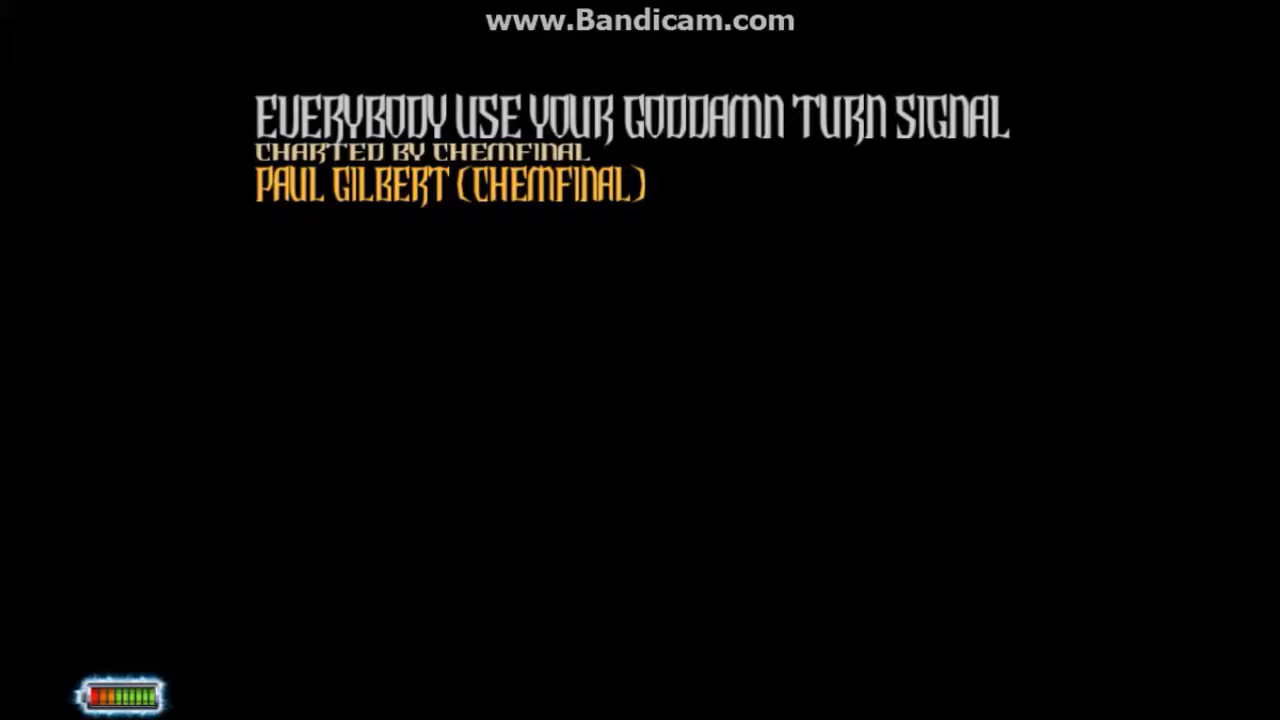 www.Bandicam.com
EVERYBODY USE YOUR GODDAMN TURN SIGNAL
CHARTED BY CHEMFINAL
PAUL GILBERT (CHEMFINAL)